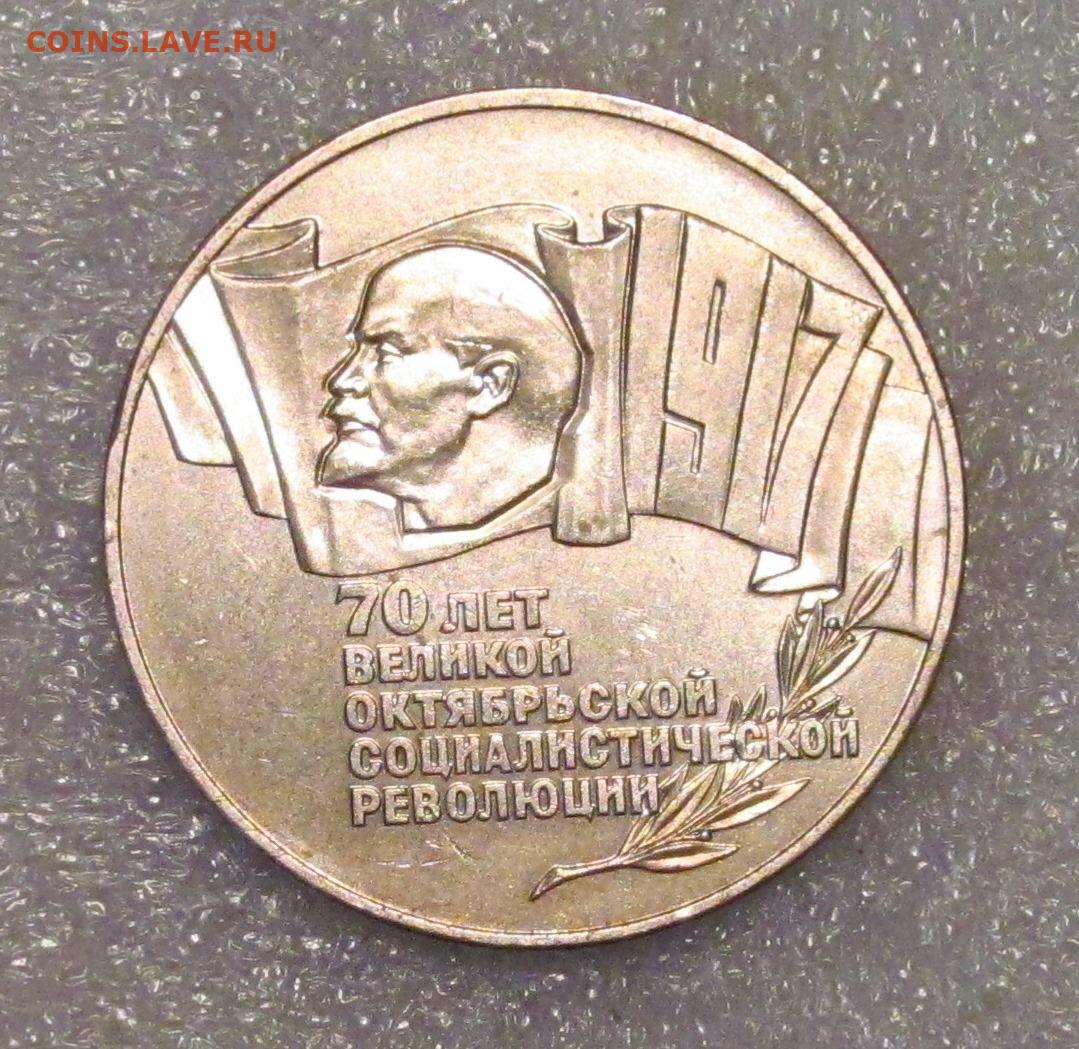 COINS.LAVE.RU
1917
70 ЛЕТ
ВЕЛИКОЙ
ОКТЯБРЬСКОЙ
СОЦИАЛИСТИЧЕСКОЙ
РЕВОЛЮЦИИ